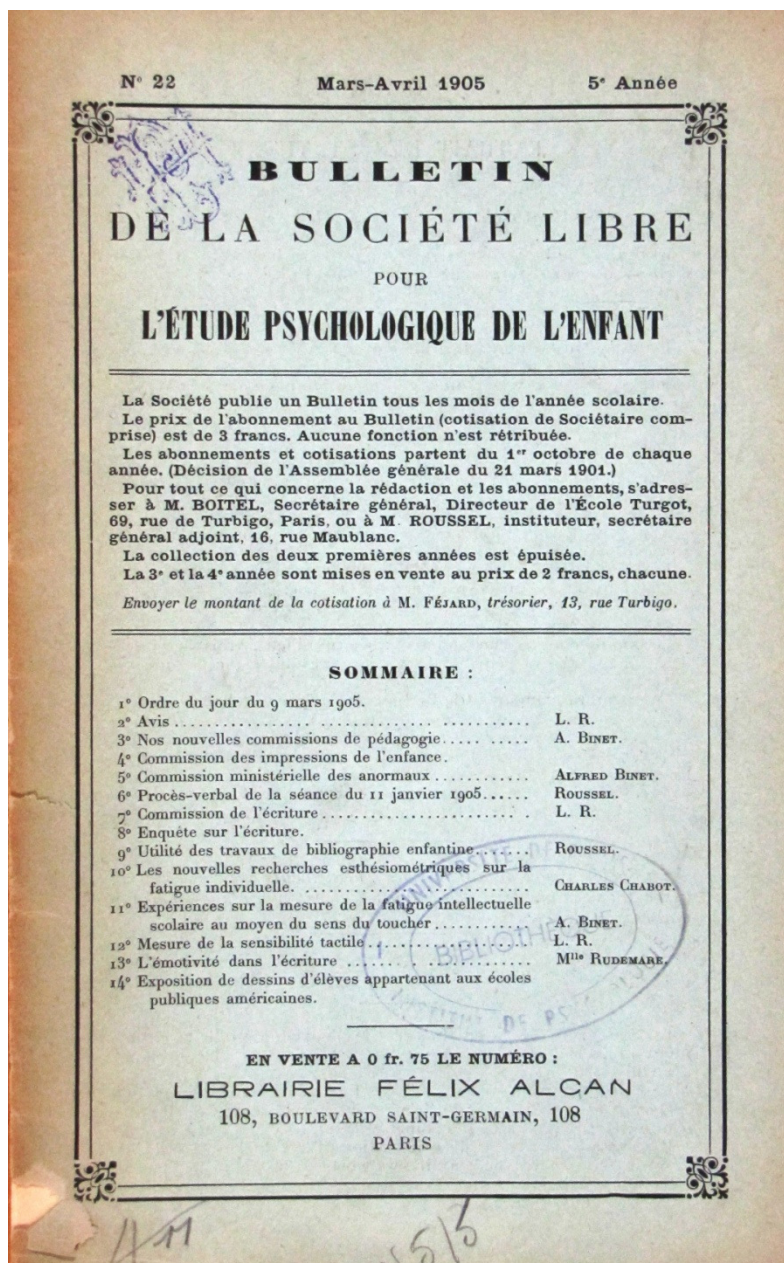 N° 22 Mars-Avril 1905 5e Année
BULLETIN
DE LA SOCIÉTÉ LIBRE
POUR
L'ÉTUDE PSYCHOLOGIQUE DE L'ENFANT
La Société publie un Bulletin tous les mois de l'année scolaire.
Le prix de l'abonnement au Bulletin (cotisation de Sociétaire com-
prise) est de 3 francs. Aucune fonction n'est rétribuée.
Les abonnements et cotisations partent du 1er octobre de chaque
année. (Décision de l'Assemblée générale du 21 mars 1901.)
Pour tout ce qui concerne la rédaction et les abonnements, s'adres-
ser à M. BOITEL, Secrétaire général, Directeur de l'École Turgot,
69, rue de Turbigo, Paris, ou à M. ROUSSEL, instituteur, secrétaire
général adjoint, 16, rue Maublanc.
La collection des deux premières années est épuisée.
La 3e et la 4e année sont mises en vente au prix de 2 francs, chacune.
Envoyer le montant de la cotisation à M. FÉJARD, trésorier, 13, rue Turbigo.
SOMMAIRE :
1° Ordre du jour du 9 mars 1905.
2° Avis ........ L. R.
3° Nos nouvelles commissions de pédagogie ........ A. BINET.
4° Commission des impressions de l'enfance.
5° Commission ministérielle des anormaux ........ ALFRED BINET.
6° Procès-verbal de la séance du 11 janvier 1905 ........ ROUSSEL.
7° Commission de l'écriture ........ L. R.
8° Enquête sur l'écriture.
9° Utilité des travaux de bibliographie enfantine ........ ROUSSEL.
10° Les nouvelles recherches esthésiométriques sur la
fatigue individuelle. ........ CHARLES CHABOT.
11° Expériences sur la mesure de la fatigue intellectuelle
scolaire au moyen du sens du toucher ........ A. BINET.
12° Mesure de la sensibilité tactile ........ L. R.
13° L'émotivité dans l'écriture ........ Mlle RUDEMARE.
14° Exposition de dessins d'élèves appartenant aux écoles
publiques américaines.
UNIVERSITÉ DE
BIBLIOTHÈQUE
EN VENTE A 0 fr. 75 LE NUMÉRO :
LIBRAIRIE FÉLIX ALCAN
108, BOULEVARD SAINT-GERMAIN, 108
PARIS